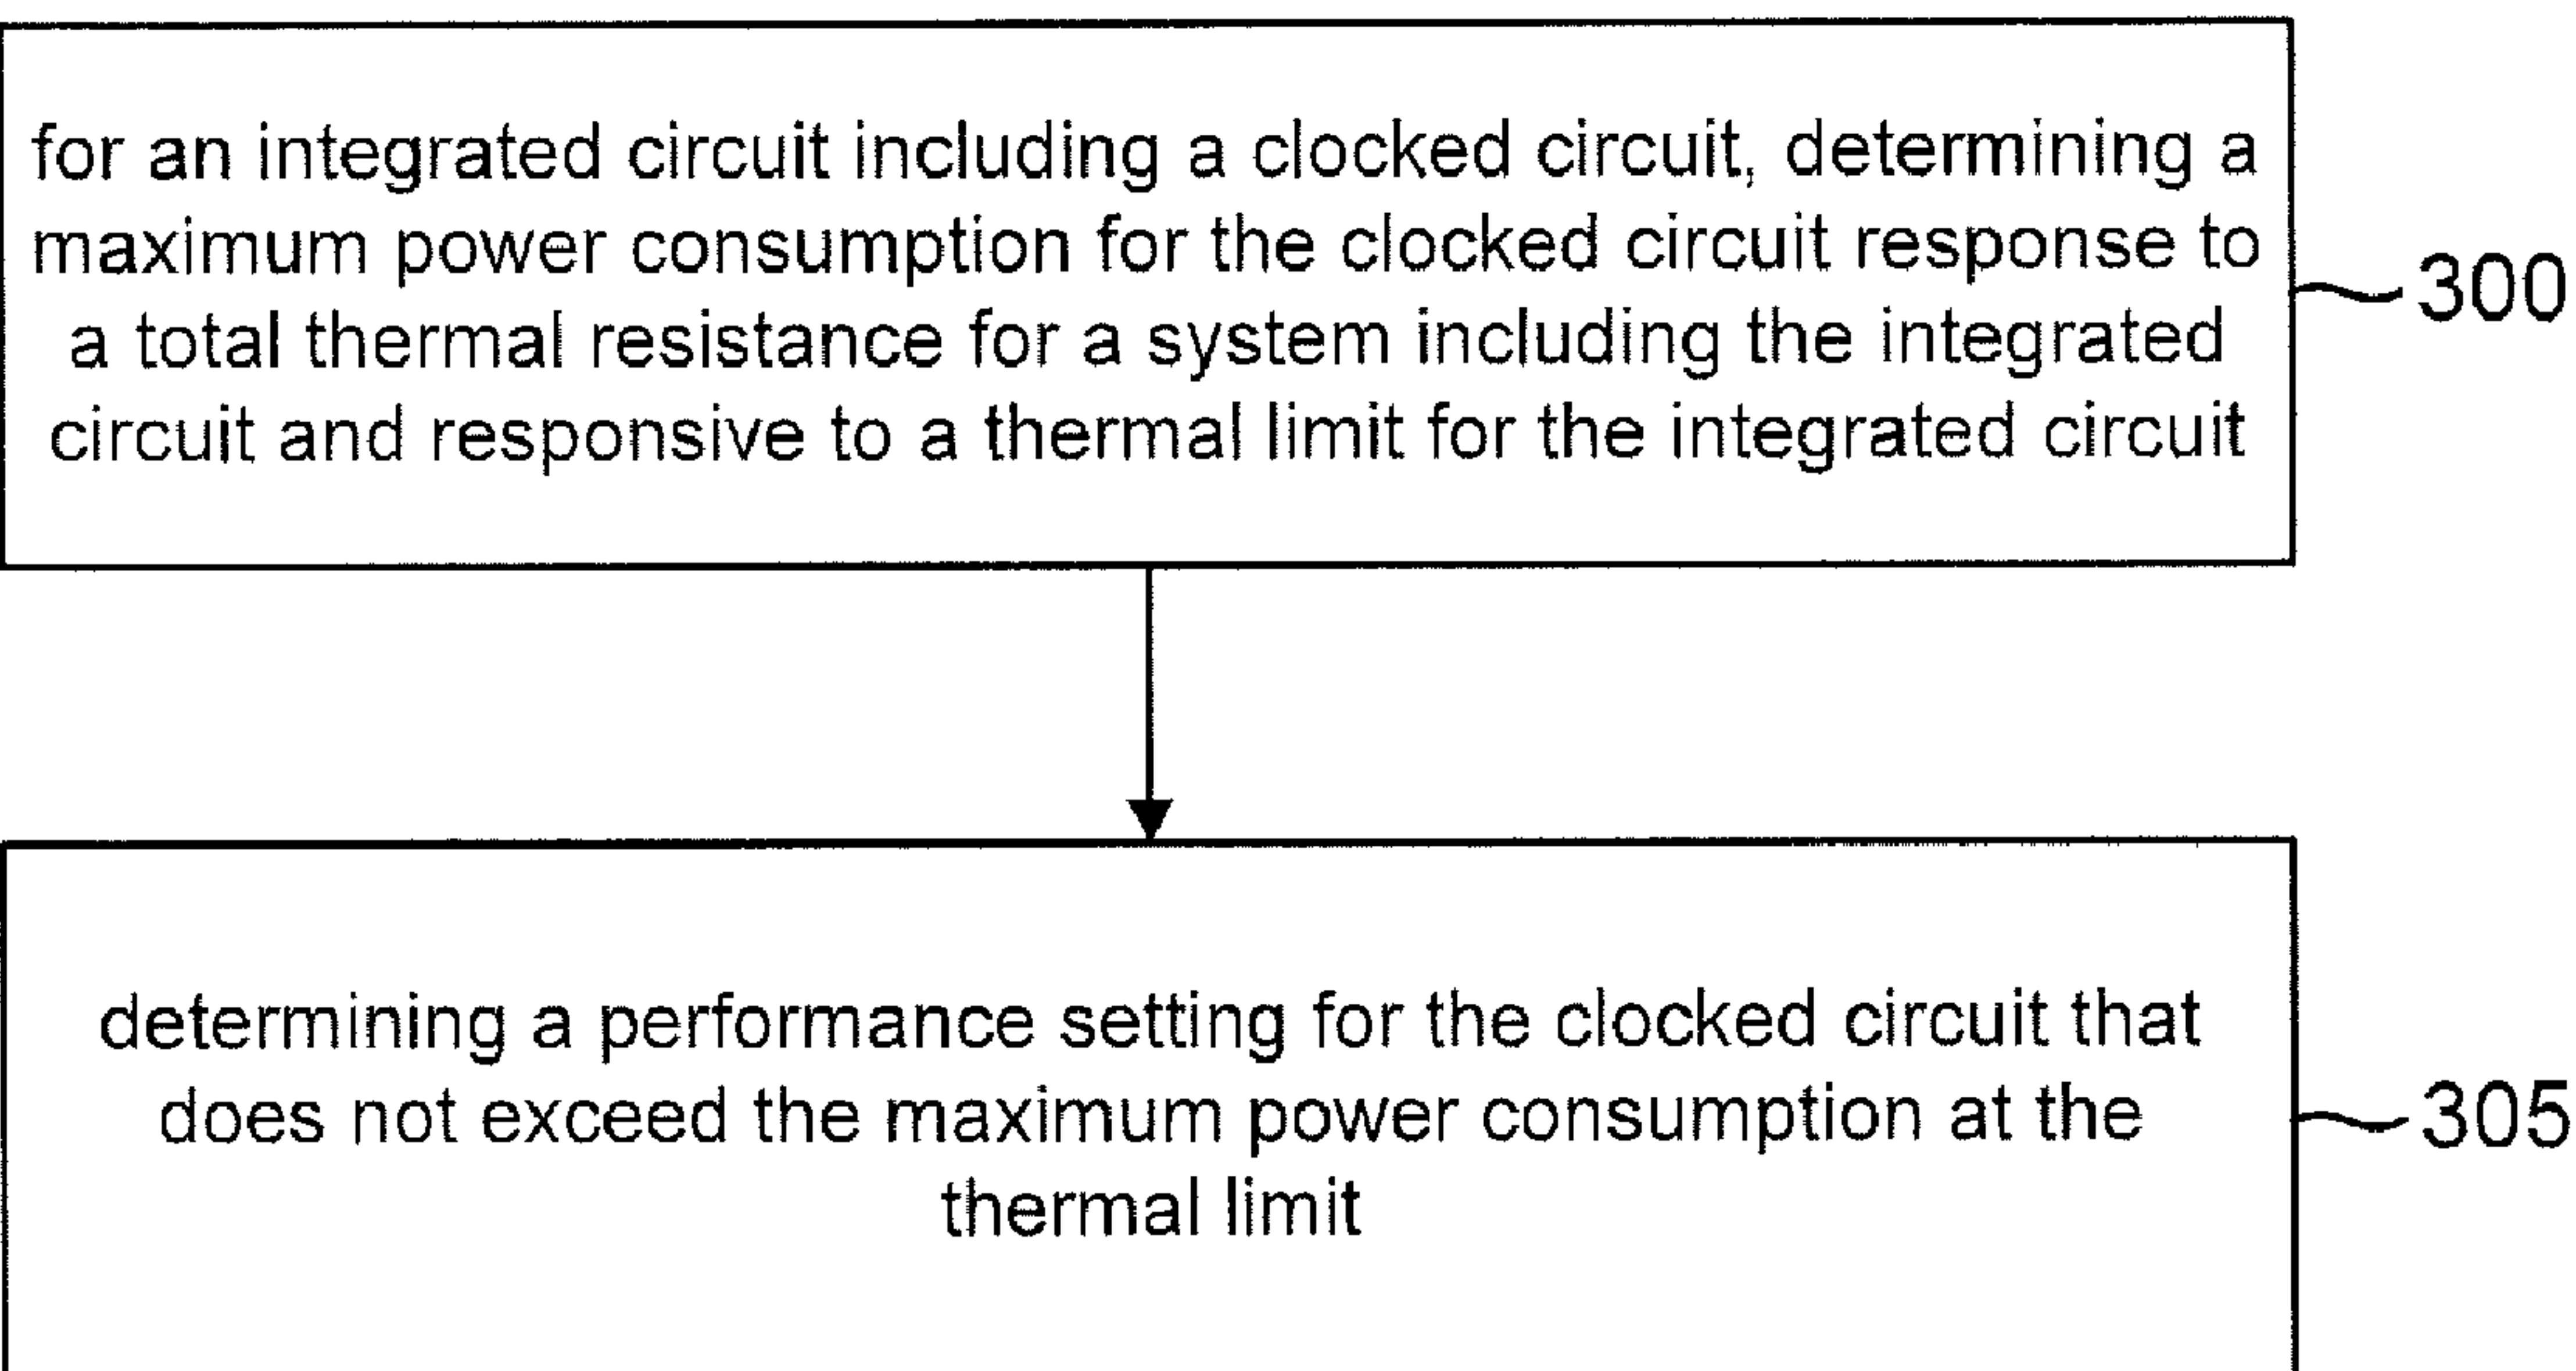 for an integrated circuit including a clocked circuit, determining a
maximum power consumption for the clocked circuit response to
a total thermal resistance for a system including the integrated
circuit and responsive to a thermal limit for the integrated circuit
300
determining a performance setting for the clocked circuit that
does not exceed the maximum power consumption at the
thermal limit
305